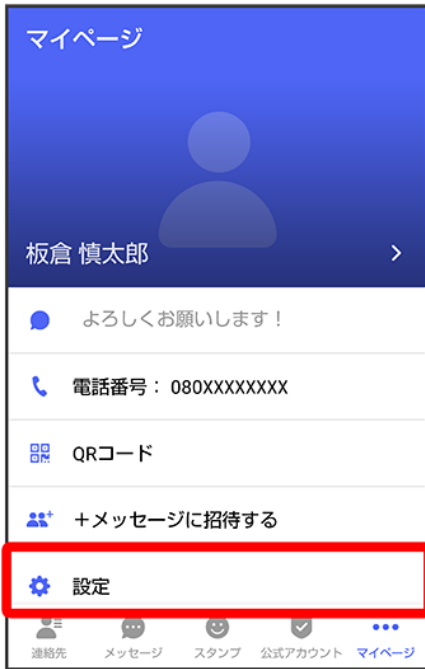 マイページ
板倉 慎太郎
よろしくお願いします！
電話番号： 080XXXXXXXX
QRコード
＋メッセージに招待する
設定
連絡先 メッセージ スタンプ 公式アカウント マイページ